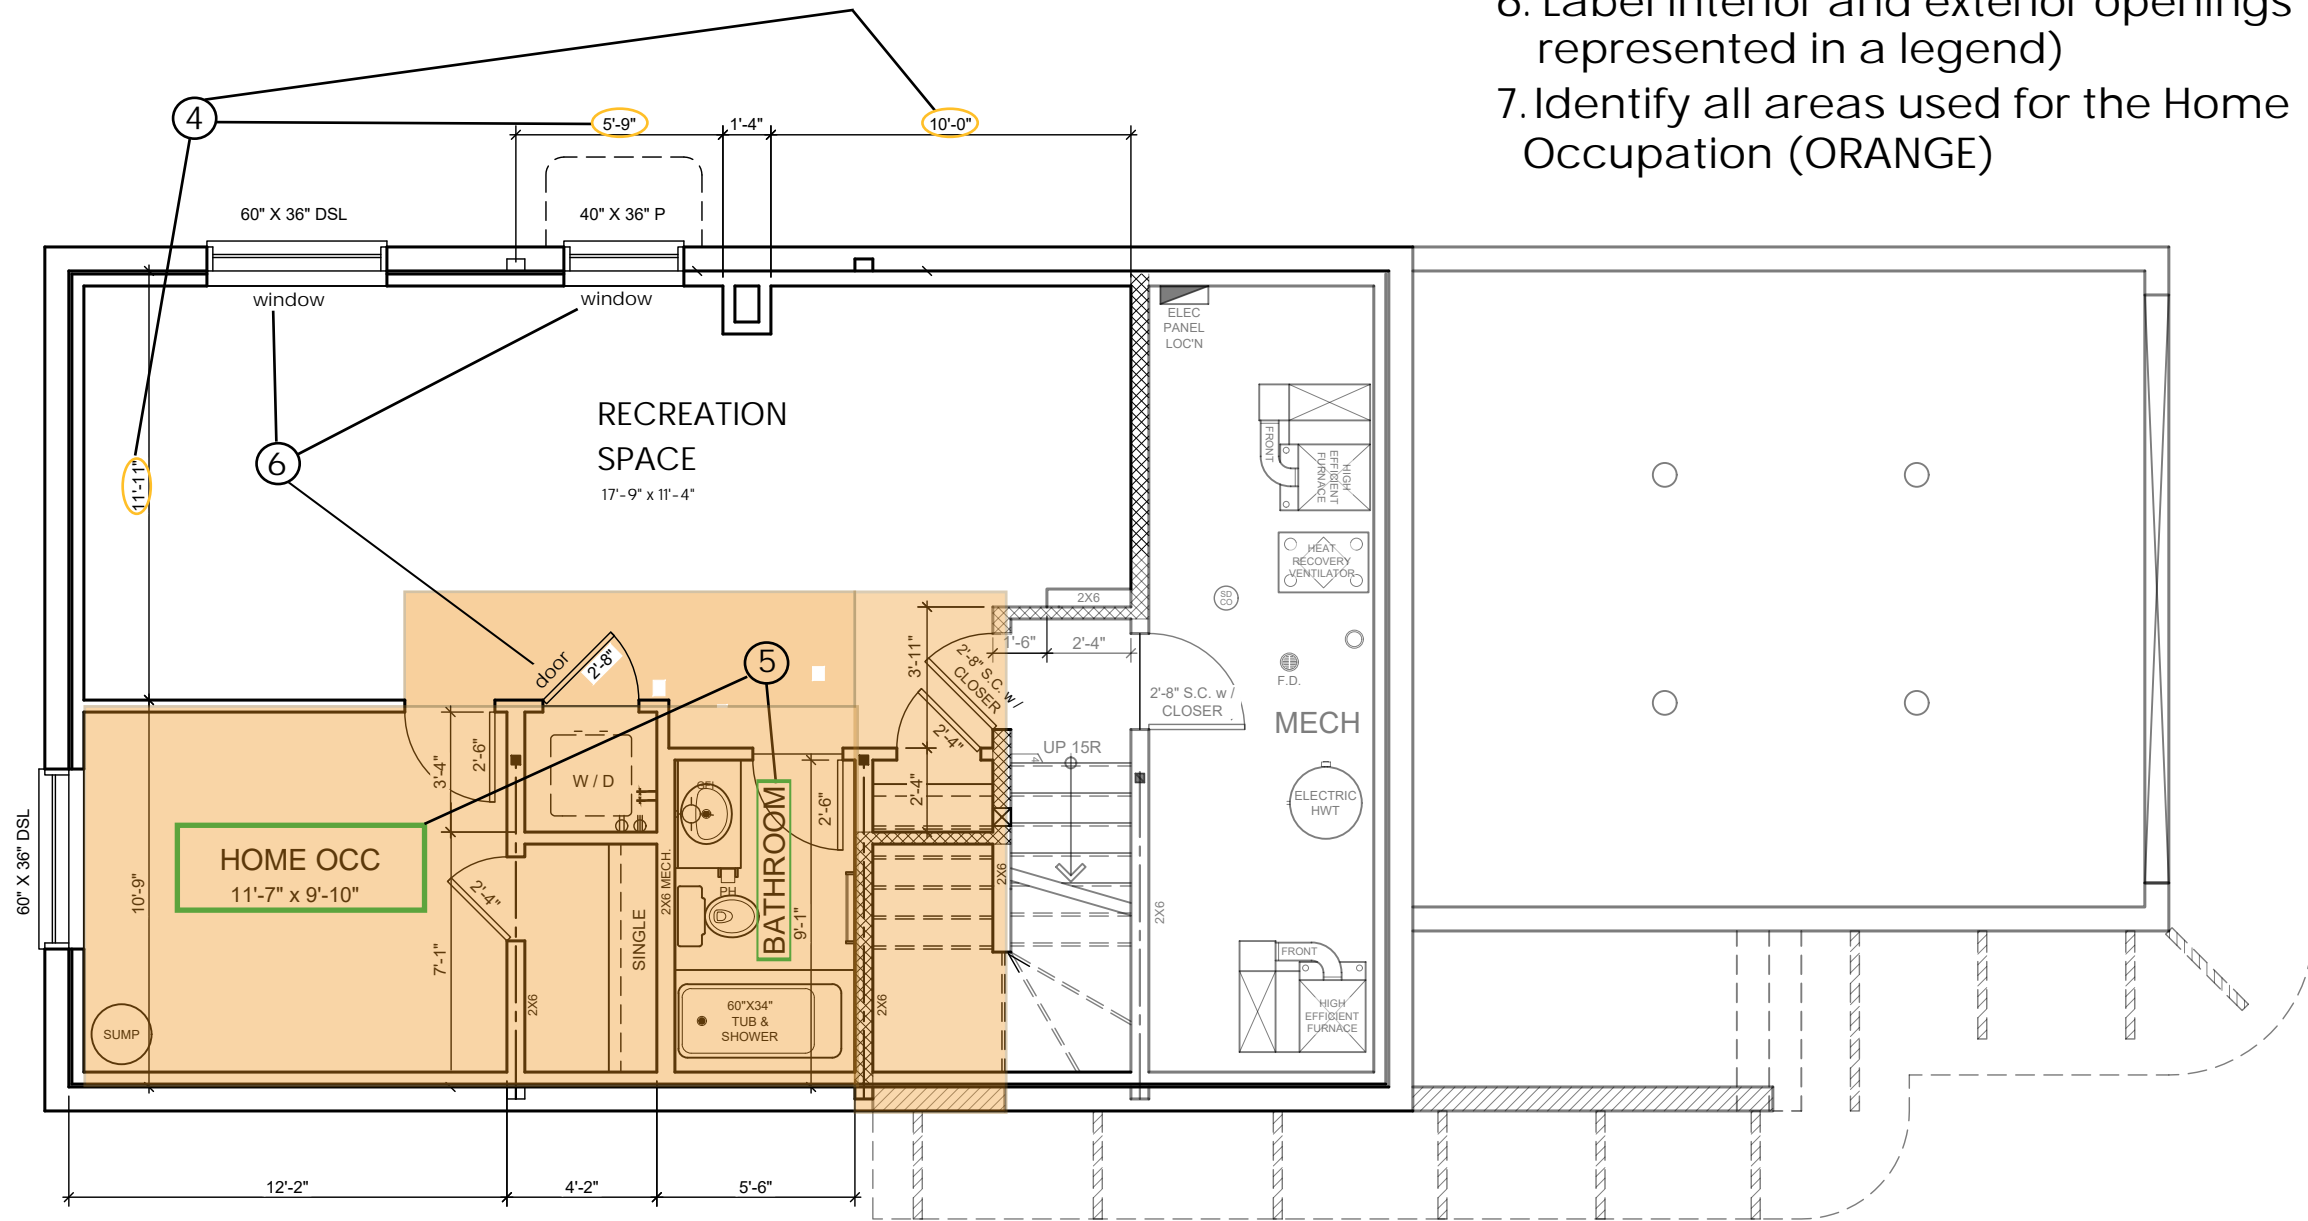 6. Label interior and exterior openings
represented in a legend)
7. Identify all areas used for the Home
Occupation (ORANGE)
4
5'-9"
1'-4"
10'-0"
60" X 36" DSL
40" X 36" P
window
window
ELEC
PANEL
LOC'N
RECREATION
SPACE
17'-9" x 11'-4"
6
11'-11"
FRONT
HIGH
EFFICIENT
FURNACE
HEAT
RECOVERY
VENTILATOR
SD
CO
2X6
1'-6"
2'-4"
3'-11"
door
2'-8"
5
2'-8" S.C. w/
CLOSER
2'-8" S.C. w /
CLOSER
F.D.
MECH
2'-4"
UP 15R
2'-6"
3'-4"
W / D
GFI
2'-6"
2'-4"
ELECTRIC
HWT
60" X 36" DSL
HOME OCC
11'-7" x 9'-10"
10'-9"
2'-4"
2X6 MECH.
PH
BATHROOM
9'-1"
2X6
2X6
SINGLE
7'-1"
2X6
2X6
SUMP
60"X34"
TUB &
SHOWER
FRONT
HIGH
EFFICIENT
FURNACE
12'-2"
4'-2"
5'-6"